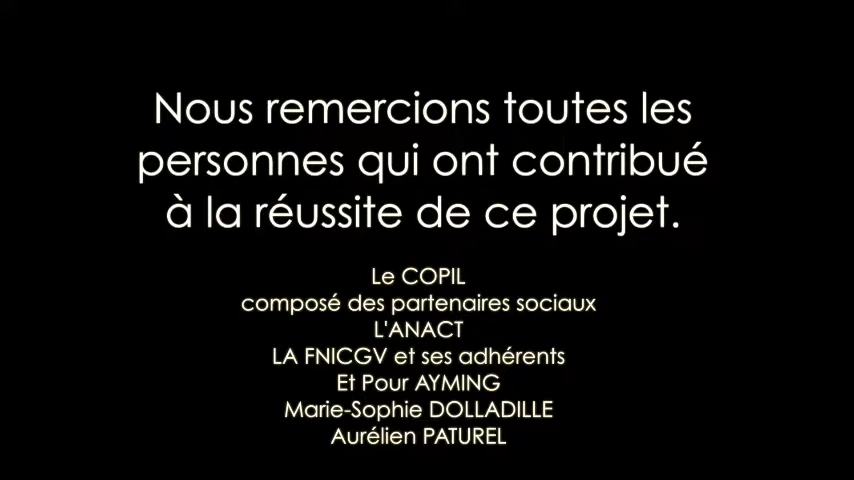 Nous remercions toutes les
personnes qui ont contribué
à la réussite de ce projet.
Le COPIL
composé des partenaires sociaux
L'ANACT
LA FNICGV et ses adhérents
Et Pour AYMING
Marie-Sophie DOLLADILLE
Aurélien PATUREL